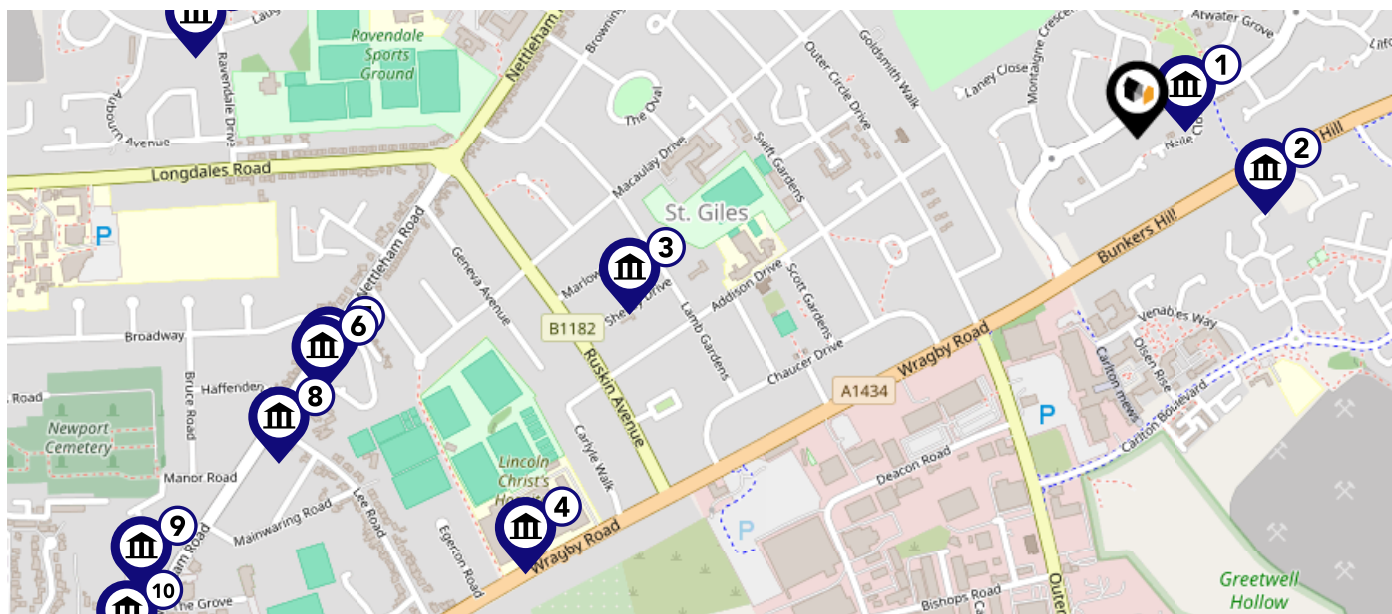 Ravendale
Sports
Ground
Ravendale Drive
Nettleham
Browning
The Oval
Outer Circle Drive
Goldsmith Walk
Laney Close
Montaigne Crescent
Atwater Grove
1
2
Hill
Longdales Road
Macaulay Drive
Swift Gardens
St. Giles
P
Nettleham Road
Geneva Avenue
3
Addison Drive
Scott Gardens
Bunkers Hill
Broadway
6
B1182
Lamb Gardens
Chaucer Drive
Wragby Road
A1434
Venables Way
Olsen Rise
Carlton mews
Carlton Boulevard
Road
Haffenden
Bruce Road
8
Newport
Cemetery
Ruskin Avenue
P
Carlyle Walk
Manor Road
Lincoln
Christ's
Deacon Road
Mainwaring Road
Lee Road
4
P
9
Egerton Road
Wragby Road
10
The Grove
Outer
Bishops Road
Greetwell
Hollow